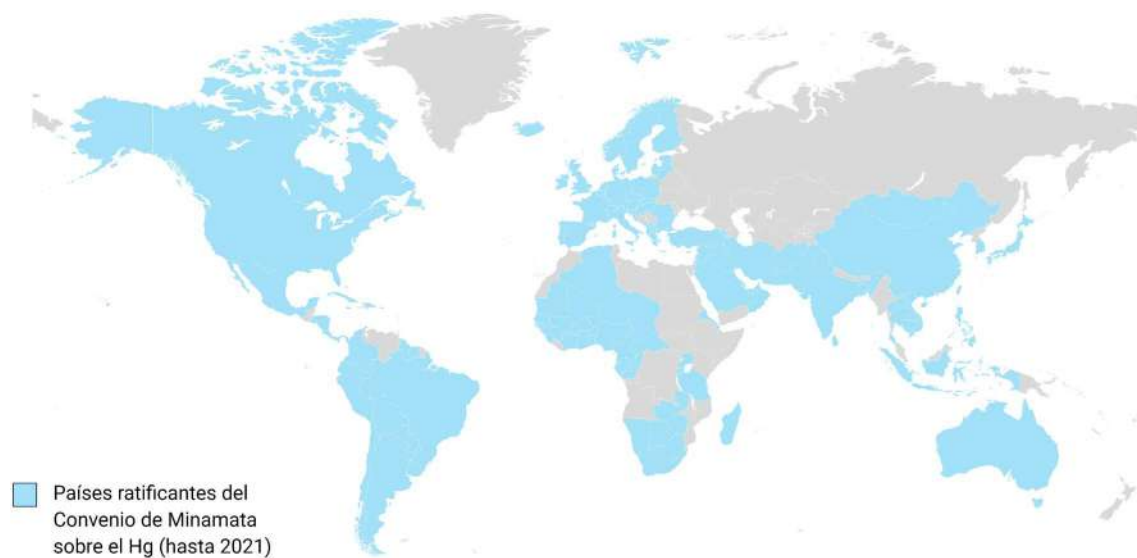 Países ratificantes del
Convenio de Minamata
sobre el Hg (hasta 2021)